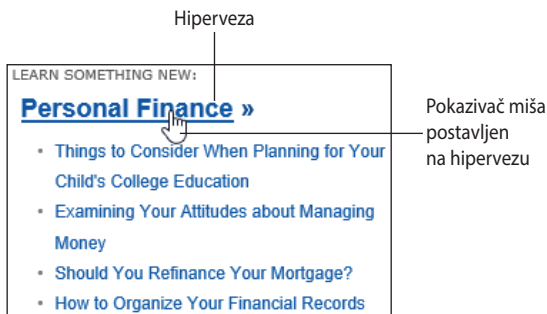 Hiperveza
LEARN SOMETHING NEW:
Personal Finance »
• Things to Consider When Planning for Your
Child's College Education
• Examining Your Attitudes about Managing
Money
• Should You Refinance Your Mortgage?
• How to Organize Your Financial Records
Pokazivač miša
postavljen
na hipervezu